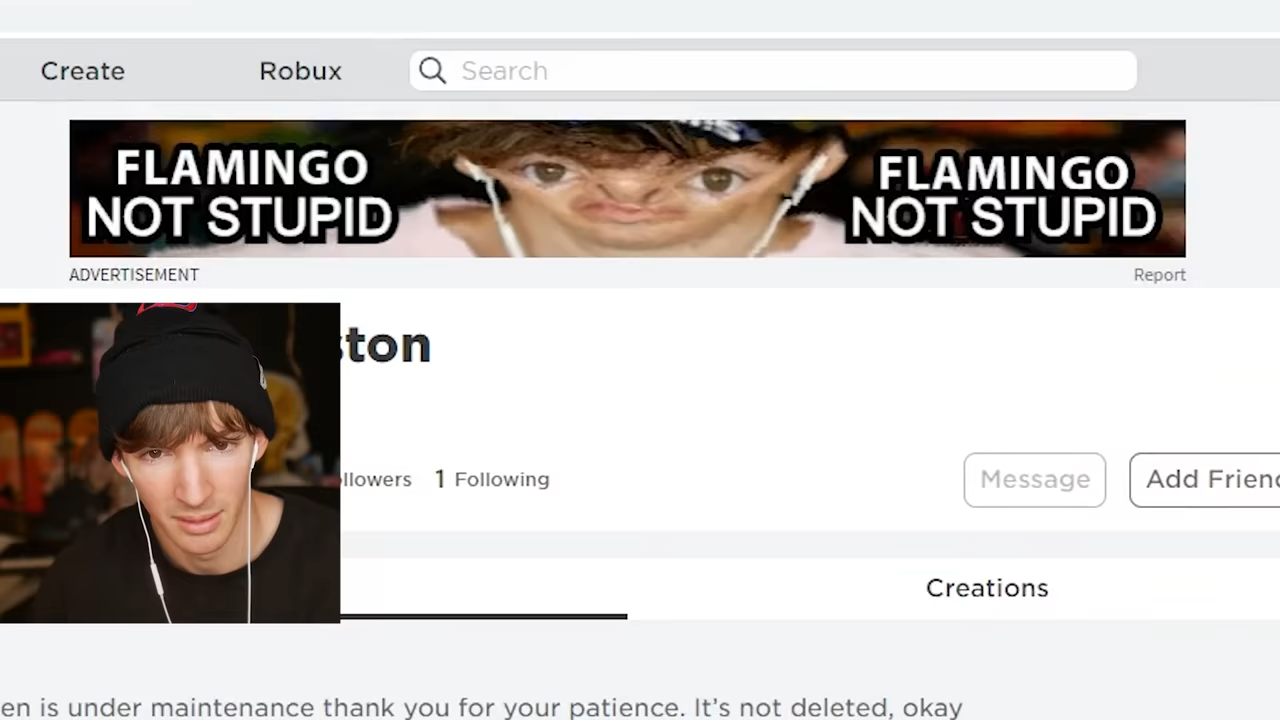 Create Robux Search
FLAMINGO
NOT STUPID
FLAMINGO
NOT STUPID
ADVERTISEMENT Report
ston
llowers 1 Following Message Add Frien
Creations
en is under maintenance thank you for your patience. It’s not deleted, okay